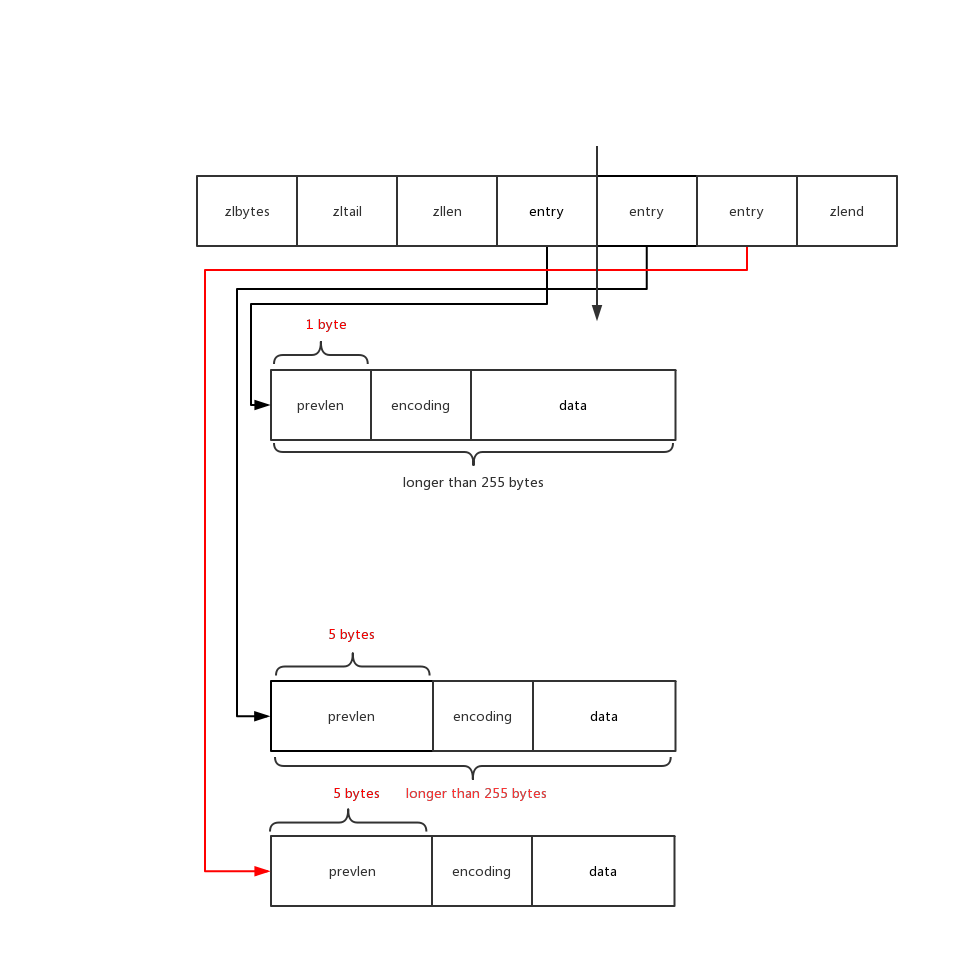 zlbytes zltail zllen entry entry entry zlend
1 byte
prevlen encoding data
longer than 255 bytes
5 bytes
prevlen encoding data
5 bytes longer than 255 bytes
prevlen encoding data